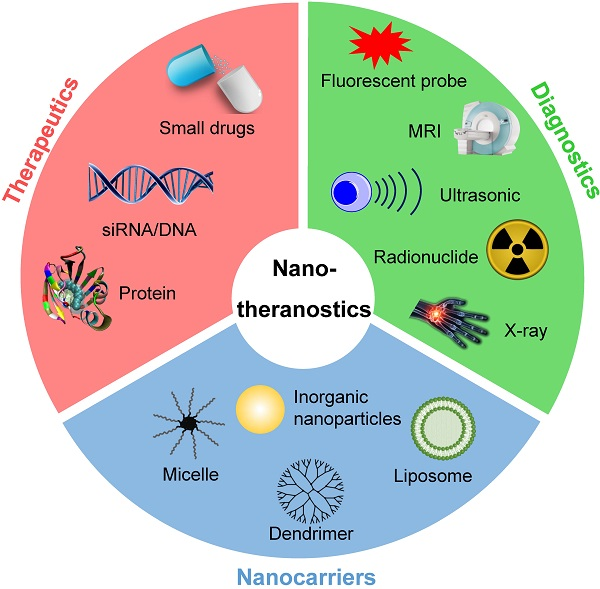 Therapeutics
Small drugs
siRNA/DNA
Protein
Diagnostics
Fluorescent probe
MRI
Ultrasonic
Radionuclide
X-ray
Nano-
theranostics
Inorganic
nanoparticles
Micelle
Liposome
Dendrimer
Nanocarriers